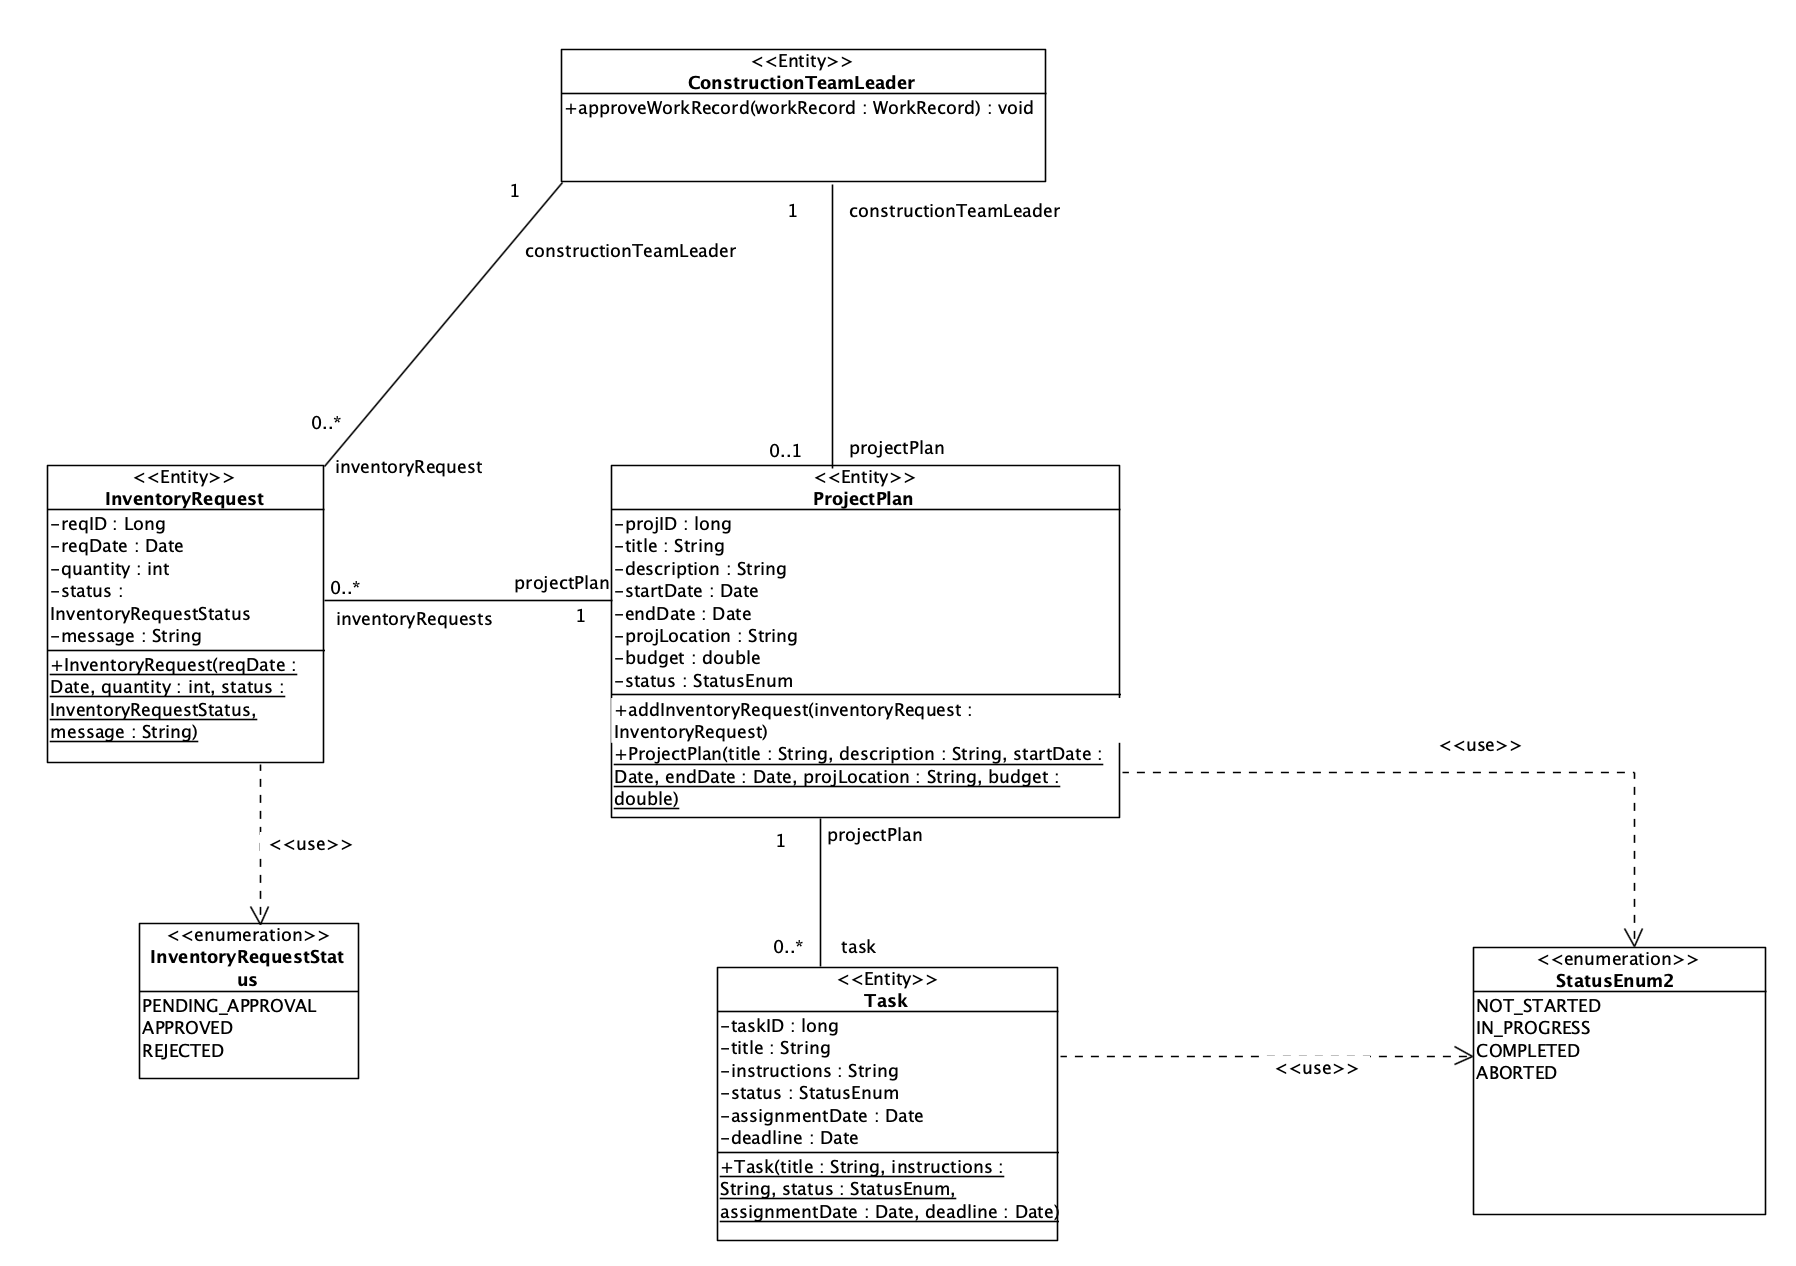 <<Entity>>
ConstructionTeamLeader
+approveWorkRecord(workRecord : WorkRecord) : void
1
constructionTeamLeader
1
constructionTeamLeader
0..*
inventoryRequest
0..1
projectPlan
<<Entity>>
InventoryRequest
-reqID : Long
-reqDate : Date
-quantity : int
-status :
InventoryRequestStatus
-message : String
+InventoryRequest(reqDate :
Date, quantity : int, status :
InventoryRequestStatus,
message : String)
0..*
inventoryRequests
projectPlan
1
<<Entity>>
ProjectPlan
-projID : long
-title : String
-description : String
-startDate : Date
-endDate : Date
-projLocation : String
-budget : double
-status : StatusEnum
+addInventoryRequest(inventoryRequest :
InventoryRequest)
+ProjectPlan(title : String, description : String, startDate :
Date, endDate : Date, projLocation : String, budget :
double)
<<use>>
<<use>>
1
projectPlan
0..*
task
<<enumeration>>
InventoryRequestStat
us
PENDING_APPROVAL
APPROVED
REJECTED
<<Entity>>
Task
-taskID : long
-title : String
-instructions : String
-status : StatusEnum
-assignmentDate : Date
-deadline : Date
+Task(title : String, instructions :
String, status : StatusEnum,
assignmentDate : Date, deadline : Date)
<<use>>
<<enumeration>>
StatusEnum2
NOT_STARTED
IN_PROGRESS
COMPLETED
ABORTED